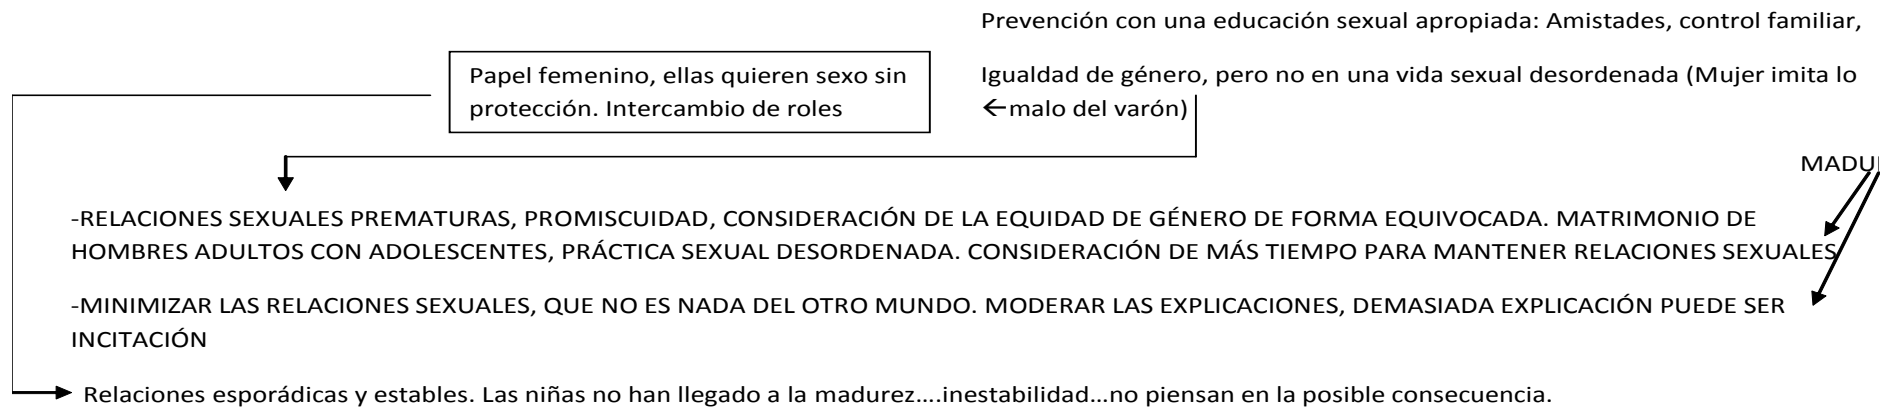 Prevención con una educación sexual apropiada: Amistades, control familiar,
Papel femenino, ellas quieren sexo sin
protección. Intercambio de roles
Igualdad de género, pero no en una vida sexual desordenada (Mujer imita lo
←malo del varón)
-RELACIONES SEXUALES PREMATURAS, PROMISCUIDAD, CONSIDERACIÓN DE LA EQUIDAD DE GÉNERO DE FORMA EQUIVOCADA. MATRIMONIO DE
HOMBRES ADULTOS CON ADOLESCENTES, PRÁCTICA SEXUAL DESORDENADA. CONSIDERACIÓN DE MÁS TIEMPO PARA MANTENER RELACIONES SEXUALES
-MINIMIZAR LAS RELACIONES SEXUALES, QUE NO ES NADA DEL OTRO MUNDO. MODERAR LAS EXPLICACIONES, DEMASIADA EXPLICACIÓN PUEDE SER
INCITACIÓN
Relaciones esporádicas y estables. Las niñas no han llegado a la madurez....inestabilidad...no piensan en la posible consecuencia.